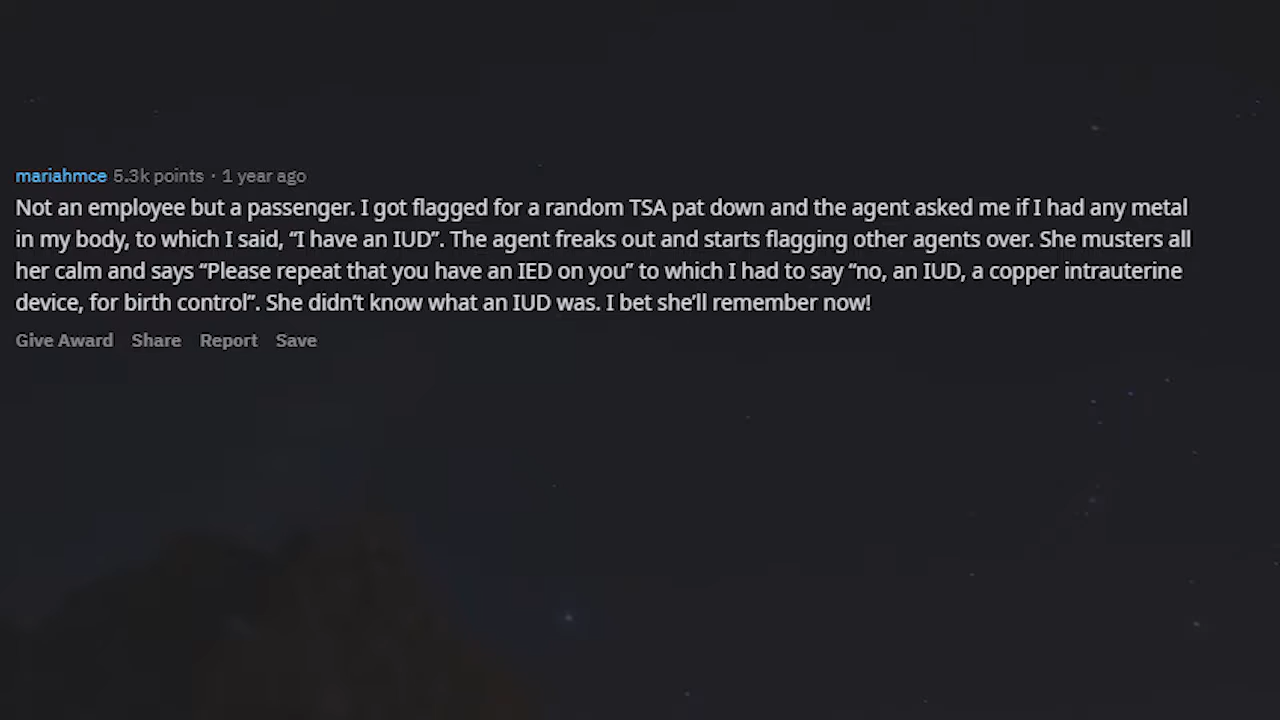 mariahmce 5.3k points · 1 year ago
Not an employee but a passenger. I got flagged for a random TSA pat down and the agent asked me if I had any metal
in my body, to which I said, “I have an IUD”. The agent freaks out and starts flagging other agents over. She musters all
her calm and says “Please repeat that you have an IED on you” to which I had to say “no, an IUD, a copper intrauterine
device, for birth control”. She didn’t know what an IUD was. I bet she’ll remember now!
Give Award Share Report Save